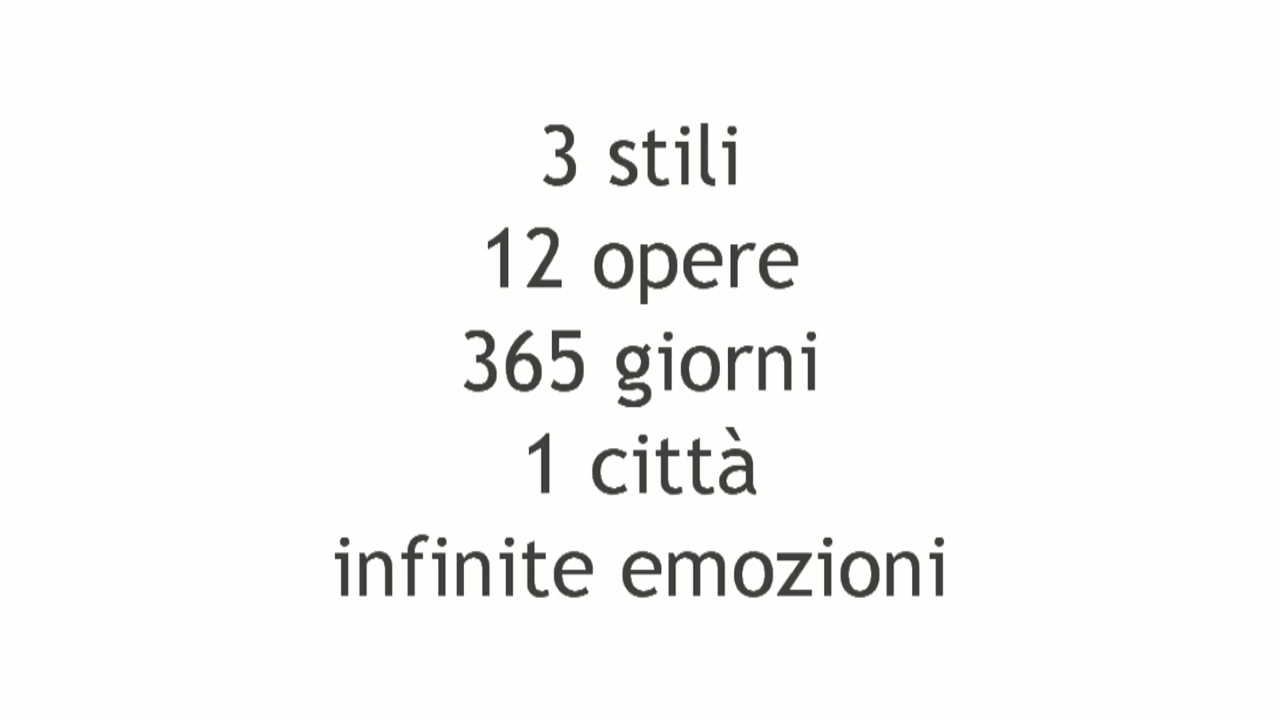 3 stili
12 opere
365 giorni
1 città
infinite emozioni